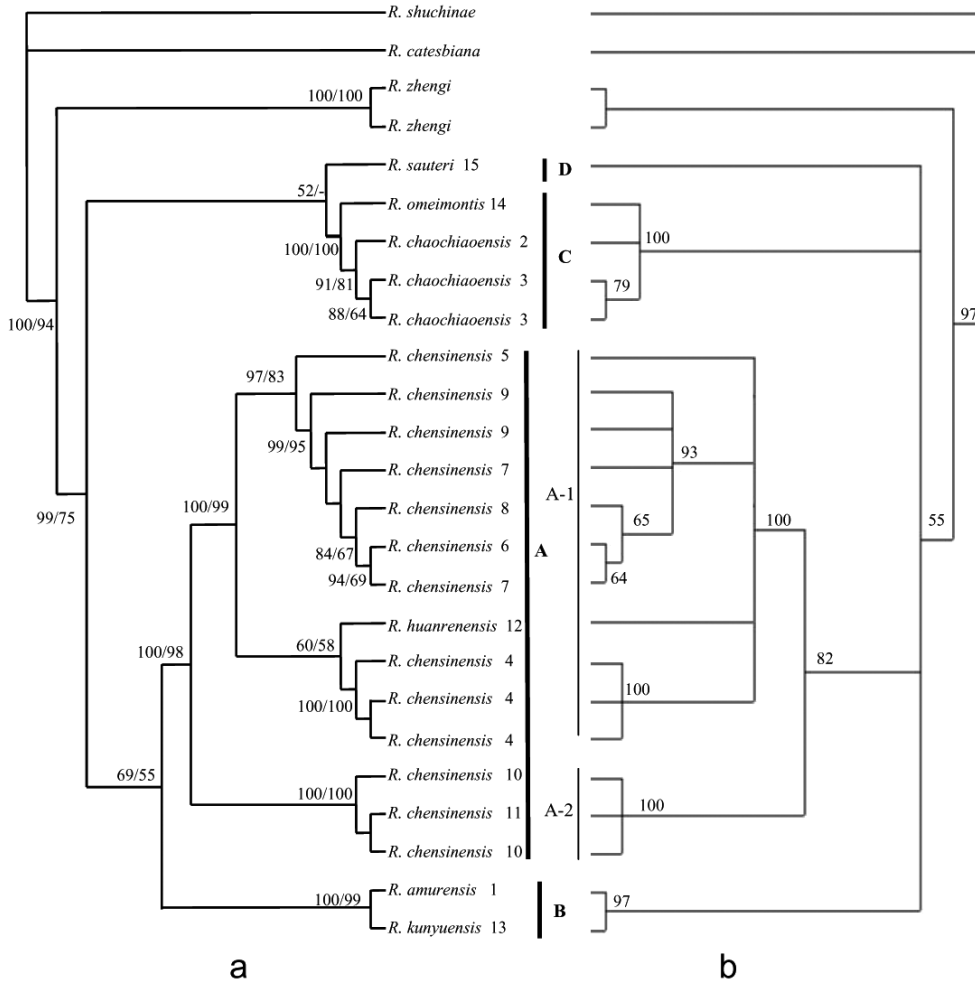 R. shuchinae
R. catesbiana
R. zhengi
100/100
R. zhengi
R. sauteri 15
D
52/-
R. omeimontis 14
100/100
R. chaochiaoensis 2
C
100
91/81
R. chaochiaoensis 3
79
88/64
R. chaochiaoensis 3
100/94
97
R. chensinensis 5
97/83
R. chensinensis 9
99/95
R. chensinensis 9
93
R. chensinensis 7
A-1
100/99
R. chensinensis 8
65
100
55
99/75
84/67
R. chensinensis 6
A
94/69
R. chensinensis 7
64
R. huanrenensis 12
60/58
100/98
R. chensinensis 4
82
100/100
R. chensinensis 4
100
R. chensinensis 4
69/55
R. chensinensis 10
100/100
R. chensinensis 11
A-2
100
R. chensinensis 10
R. amurensis 1
100/99
B
97
R. kunyuensis 13
a
b